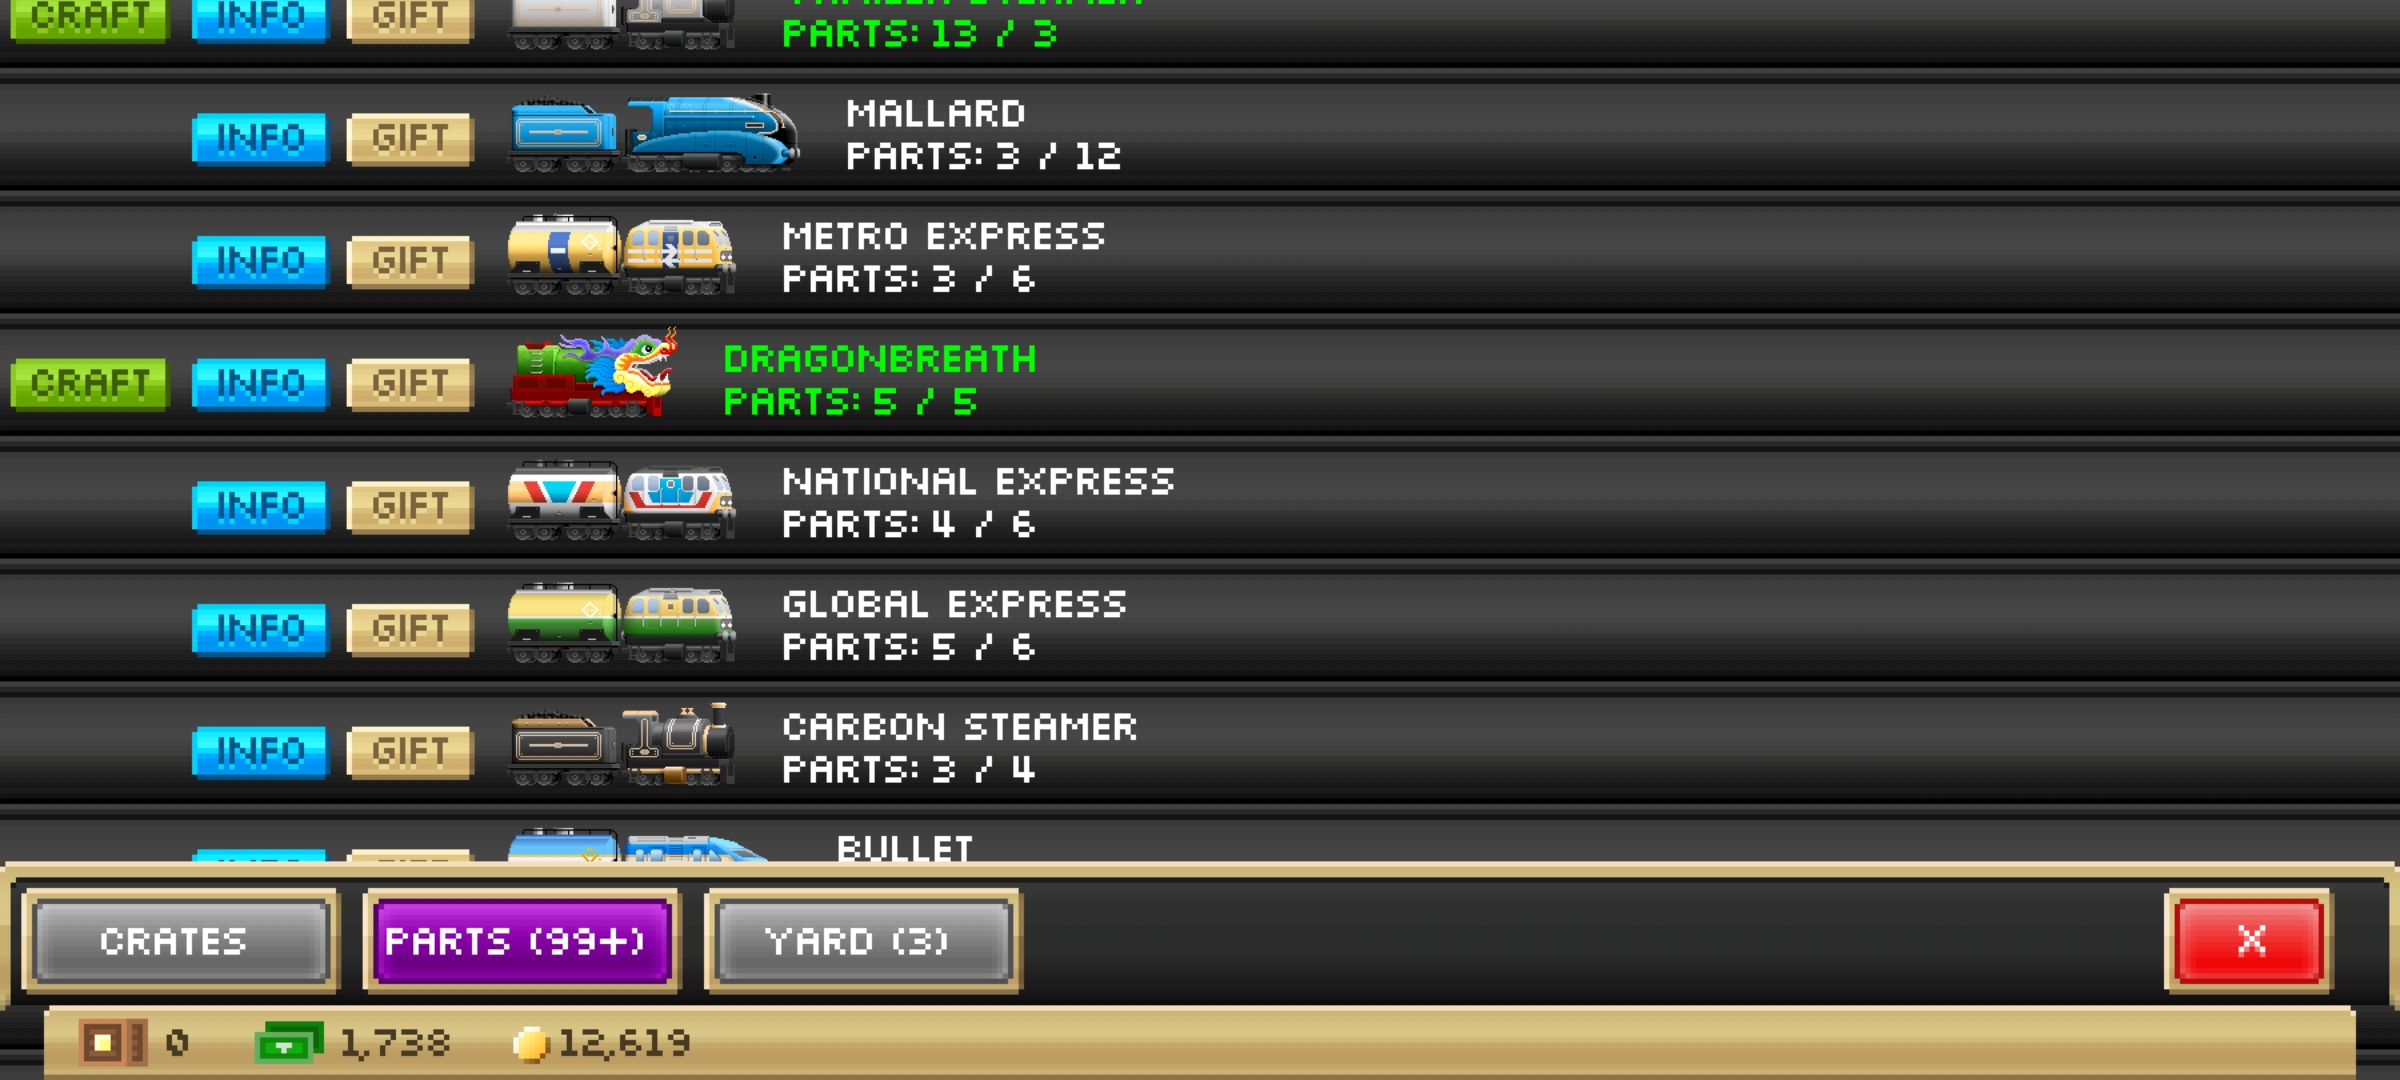 CRAFT INFO GIFT
PARTS: 13 / 3
MALLARD
INFO GIFT PARTS: 3 / 12
METRO EXPRESS
INFO GIFT PARTS: 3 / 6
DRAGONBREATH
CRAFT INFO GIFT PARTS: 5 / 5
NATIONAL EXPRESS
INFO GIFT PARTS: 4 / 6
GLOBAL EXPRESS
INFO GIFT PARTS: 5 / 6
CARBON STEAMER
INFO GIFT PARTS: 3 / 4
BULLET
CRATES PARTS (99+) YARD (3) X
0 1,738 12,619